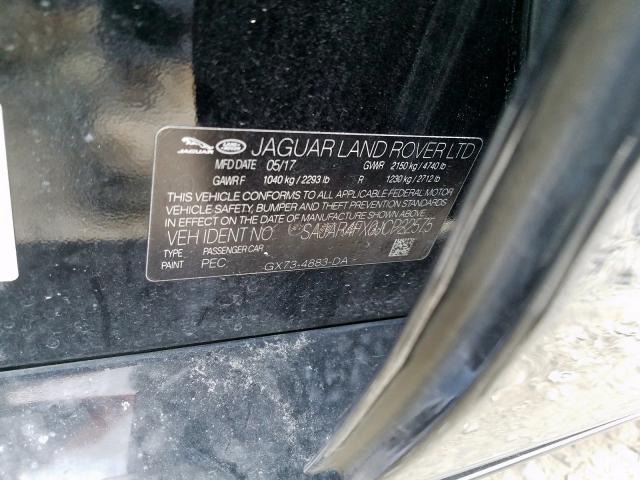 JAGUAR LAND ROVER JAGUAR LAND ROVER LTD
MFD DATE 05/17 GVWR 2150 kg / 4740 lb
GAWR F 1040 kg / 2293 lb R 1230 kg / 2712 lb
THIS VEHICLE CONFORMS TO ALL APPLICABLE FEDERAL MOTOR
VEHICLE SAFETY, BUMPER AND THEFT PREVENTION STANDARDS
IN EFFECT ON THE DATE OF MANUFACTURE SHOWN ABOVE.
VEH IDENT NO
TYPE PASSENGER CAR
PAINT PEC GX73-4883-DA